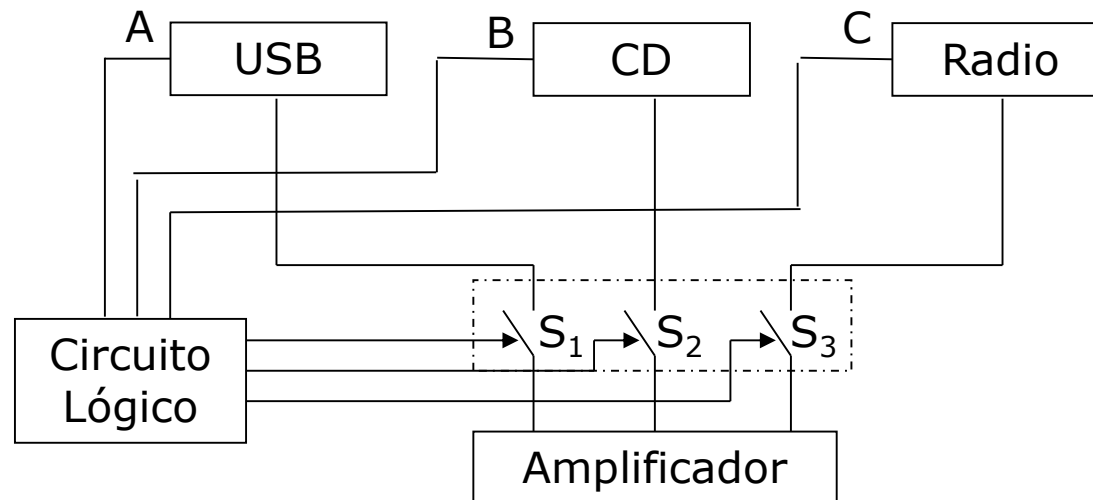 A
USB
B
CD
C
Radio
S₁
S₂
S₃
Circuito
Lógico
Amplificador